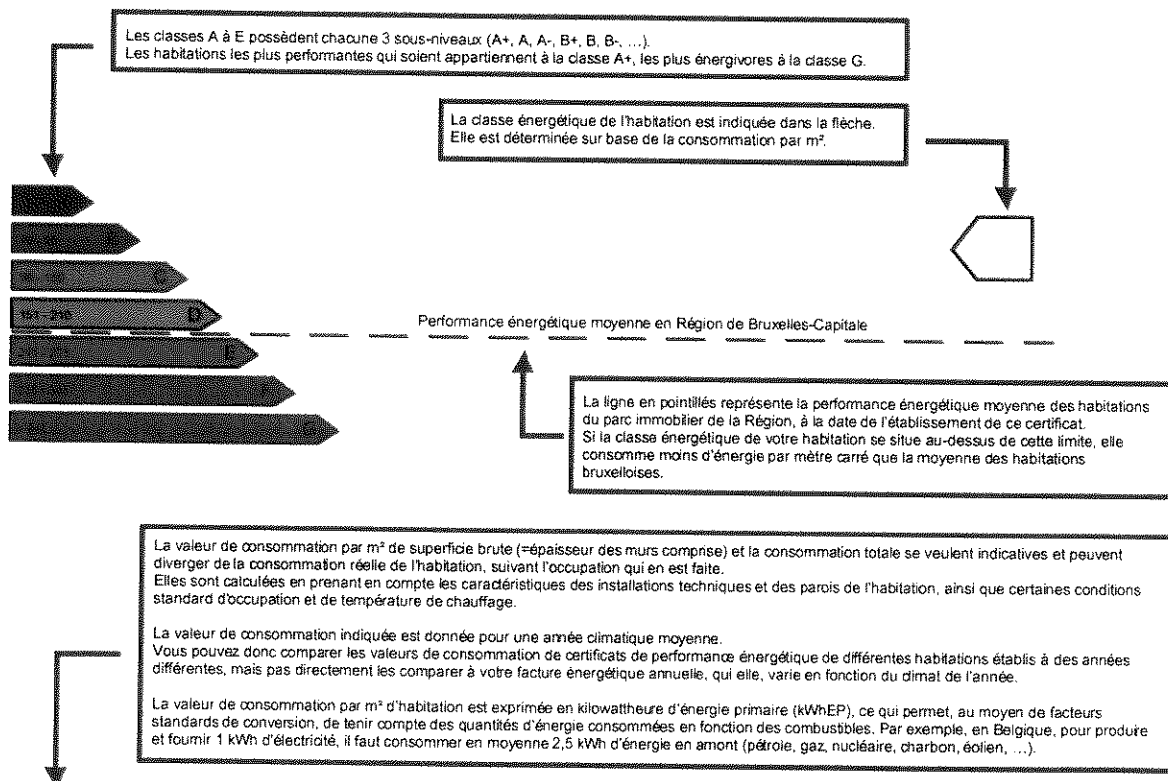 Les classes A à E possèdent chacune 3 sous-niveaux (A+, A, A-, B+, B, B-, …).
Les habitations les plus performantes qui soient appartiennent à la classe A+, les plus énergivores à la classe G.
La classe énergétique de l'habitation est indiquée dans la flèche.
Elle est déterminée sur base de la consommation par m².
C
151 - 210 D
Performance énergétique moyenne en Région de Bruxelles-Capitale
E
La ligne en pointillés représente la performance énergétique moyenne des habitations
du parc immobilier de la Région, à la date de l'établissement de ce certificat.
Si la classe énergétique de votre habitation se situe au-dessus de cette limite, elle
consomme moins d'énergie par mètre carré que la moyenne des habitations
bruxelloises.
La valeur de consommation par m² de superficie brute (=épaisseur des murs comprise) et la consommation totale se veulent indicatives et peuvent
diverger de la consommation réelle de l'habitation, suivant l'occupation qui en est faite.
Elles sont calculées en prenant en compte les caractéristiques des installations techniques et des parois de l'habitation, ainsi que certaines conditions
standard d'occupation et de température de chauffage.
La valeur de consommation indiquée est donnée pour une année climatique moyenne.
Vous pouvez donc comparer les valeurs de consommation de certificats de performance énergétique de différentes habitations établis à des années
différentes, mais pas directement les comparer à votre facture énergétique annuelle, qui elle, varie en fonction du climat de l'année.
La valeur de consommation par m² d'habitation est exprimée en kilowattheure d'énergie primaire (kWhEP), ce qui permet, au moyen de facteurs
standards de conversion, de tenir compte des quantités d'énergie consommées en fonction des combustibles. Par exemple, en Belgique, pour produire
et fournir 1 kWh d'électricité, il faut consommer en moyenne 2,5 kWh d'énergie en amont (pétrole, gaz, nucléaire, charbon, éolien, …).